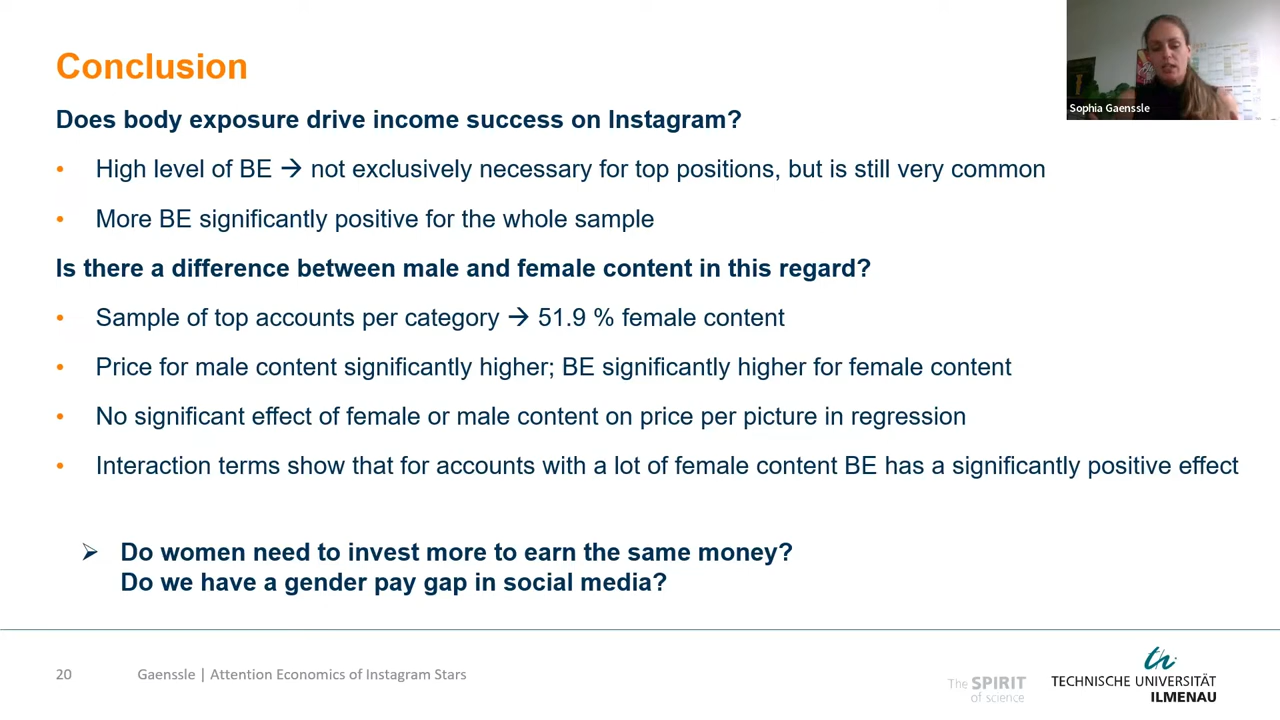 Conclusion
Sophia Gaenssle
Does body exposure drive income success on Instagram?
• High level of BE → not exclusively necessary for top positions, but is still very common
• More BE significantly positive for the whole sample
Is there a difference between male and female content in this regard?
• Sample of top accounts per category → 51.9 % female content
• Price for male content significantly higher; BE significantly higher for female content
• No significant effect of female or male content on price per picture in regression
• Interaction terms show that for accounts with a lot of female content BE has a significantly positive effect
➢ Do women need to invest more to earn the same money?
Do we have a gender pay gap in social media?
20
Gaenssle | Attention Economics of Instagram Stars
The SPIRIT
of science
th
TECHNISCHE UNIVERSITÄT
ILMENAU